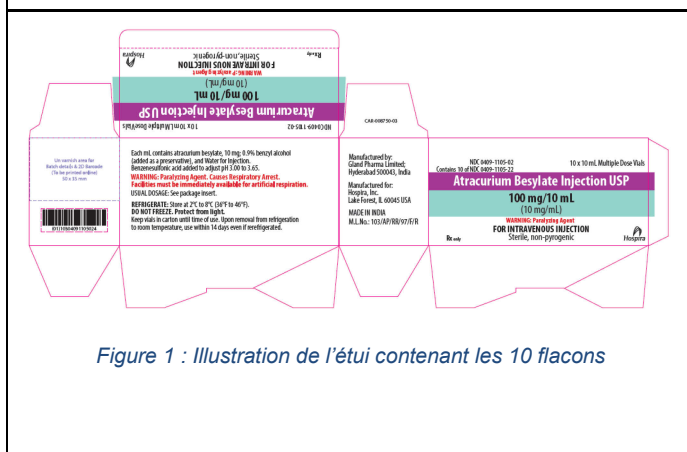 NDC 0409-1105-02
10 x 10 mL Multiple Dose Vials
Atracurium Besylate Injection USP
100 mg/10 mL
(10 mg/mL)
WARNING: Paralyzing Agent
FOR INTRAVENOUS INJECTION
Sterile, non-pyrogenic
Rx only
Hospira
CAR-008750-03
Un varnish area for
Batch details & 2D Barcode
(To be printed online)
50 x 35 mm
Each mL contains atracurium besylate, 10 mg; 0.9% benzyl alcohol
(added as a preservative), and Water for Injection.
Benzenesulfonic acid added to adjust pH 3.00 to 3.65.
WARNING: Paralyzing Agent. Causes Respiratory Arrest.
Facilities must be immediately available for artificial respiration.
USUAL DOSAGE: See package insert.
REFRIGERATE: Store at 2°C to 8°C (36°F to 46°F).
DO NOT FREEZE. Protect from light.
Keep vials in carton until time of use. Upon removal from refrigeration
to room temperature, use within 14 days even if rerefrigerated.
Manufactured by:
Gland Pharma Limited;
Hyderabad 500043, India
Manufactured for:
Hospira, Inc.
Lake Forest, IL 60045 USA
MADE IN INDIA
M.L.No.: 103/AP/RR/97/F/R
NDC 0409-1105-02
Contains 10 of NDC 0409-1105-22
10 x 10 mL Multiple Dose Vials
Atracurium Besylate Injection USP
100 mg/10 mL
(10 mg/mL)
WARNING: Paralyzing Agent
FOR INTRAVENOUS INJECTION
Sterile, non-pyrogenic
Rx only
Hospira
Figure 1 : Illustration de l’étui contenant les 10 flacons